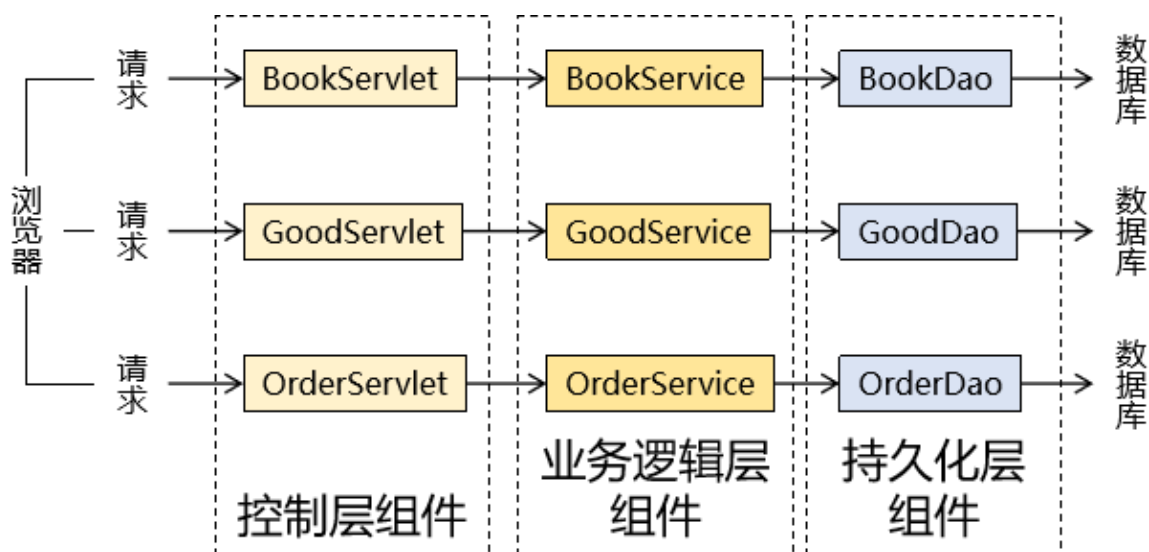 浏览器
请求
BookServlet
BookService
BookDao
数据库
请求
GoodServlet
GoodService
GoodDao
数据库
请求
OrderServlet
OrderService
OrderDao
数据库
控制层组件
业务逻辑层
组件
持久化层
组件